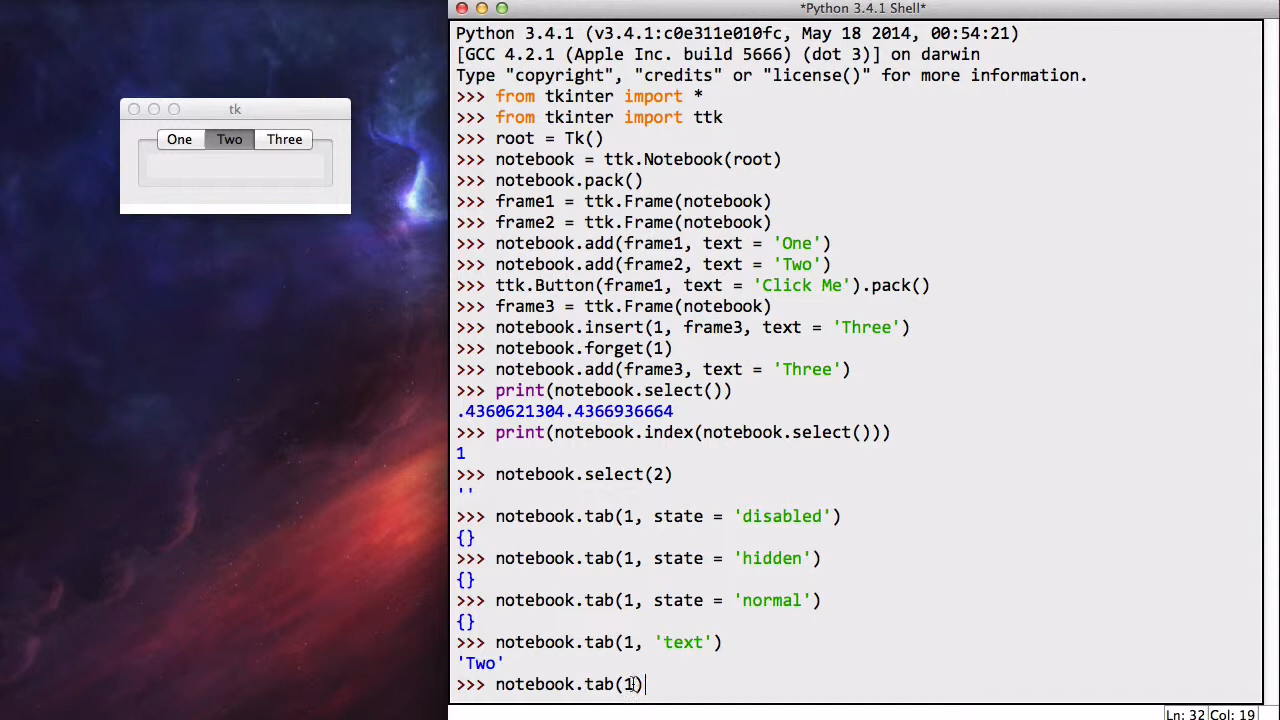 *Python 3.4.1 Shell*
Python 3.4.1 (v3.4.1:c0e311e010fc, May 18 2014, 00:54:21)
[GCC 4.2.1 (Apple Inc. build 5666) (dot 3)] on darwin
Type "copyright", "credits" or "license()" for more information.
>>> from tkinter import *
>>> from tkinter import ttk
>>> root = Tk()
>>> notebook = ttk.Notebook(root)
>>> notebook.pack()
>>> frame1 = ttk.Frame(notebook)
>>> frame2 = ttk.Frame(notebook)
>>> notebook.add(frame1, text = 'One')
>>> notebook.add(frame2, text = 'Two')
>>> ttk.Button(frame1, text = 'Click Me').pack()
>>> frame3 = ttk.Frame(notebook)
>>> notebook.insert(1, frame3, text = 'Three')
>>> notebook.forget(1)
>>> notebook.add(frame3, text = 'Three')
>>> print(notebook.select())
.4360621304.4366936664
>>> print(notebook.index(notebook.select()))
1
>>> notebook.select(2)
''
>>> notebook.tab(1, state = 'disabled')
{}
>>> notebook.tab(1, state = 'hidden')
{}
>>> notebook.tab(1, state = 'normal')
{}
>>> notebook.tab(1, 'text')
'Two'
>>> notebook.tab(1)
Ln: 32 Col: 19
tk
One Two Three